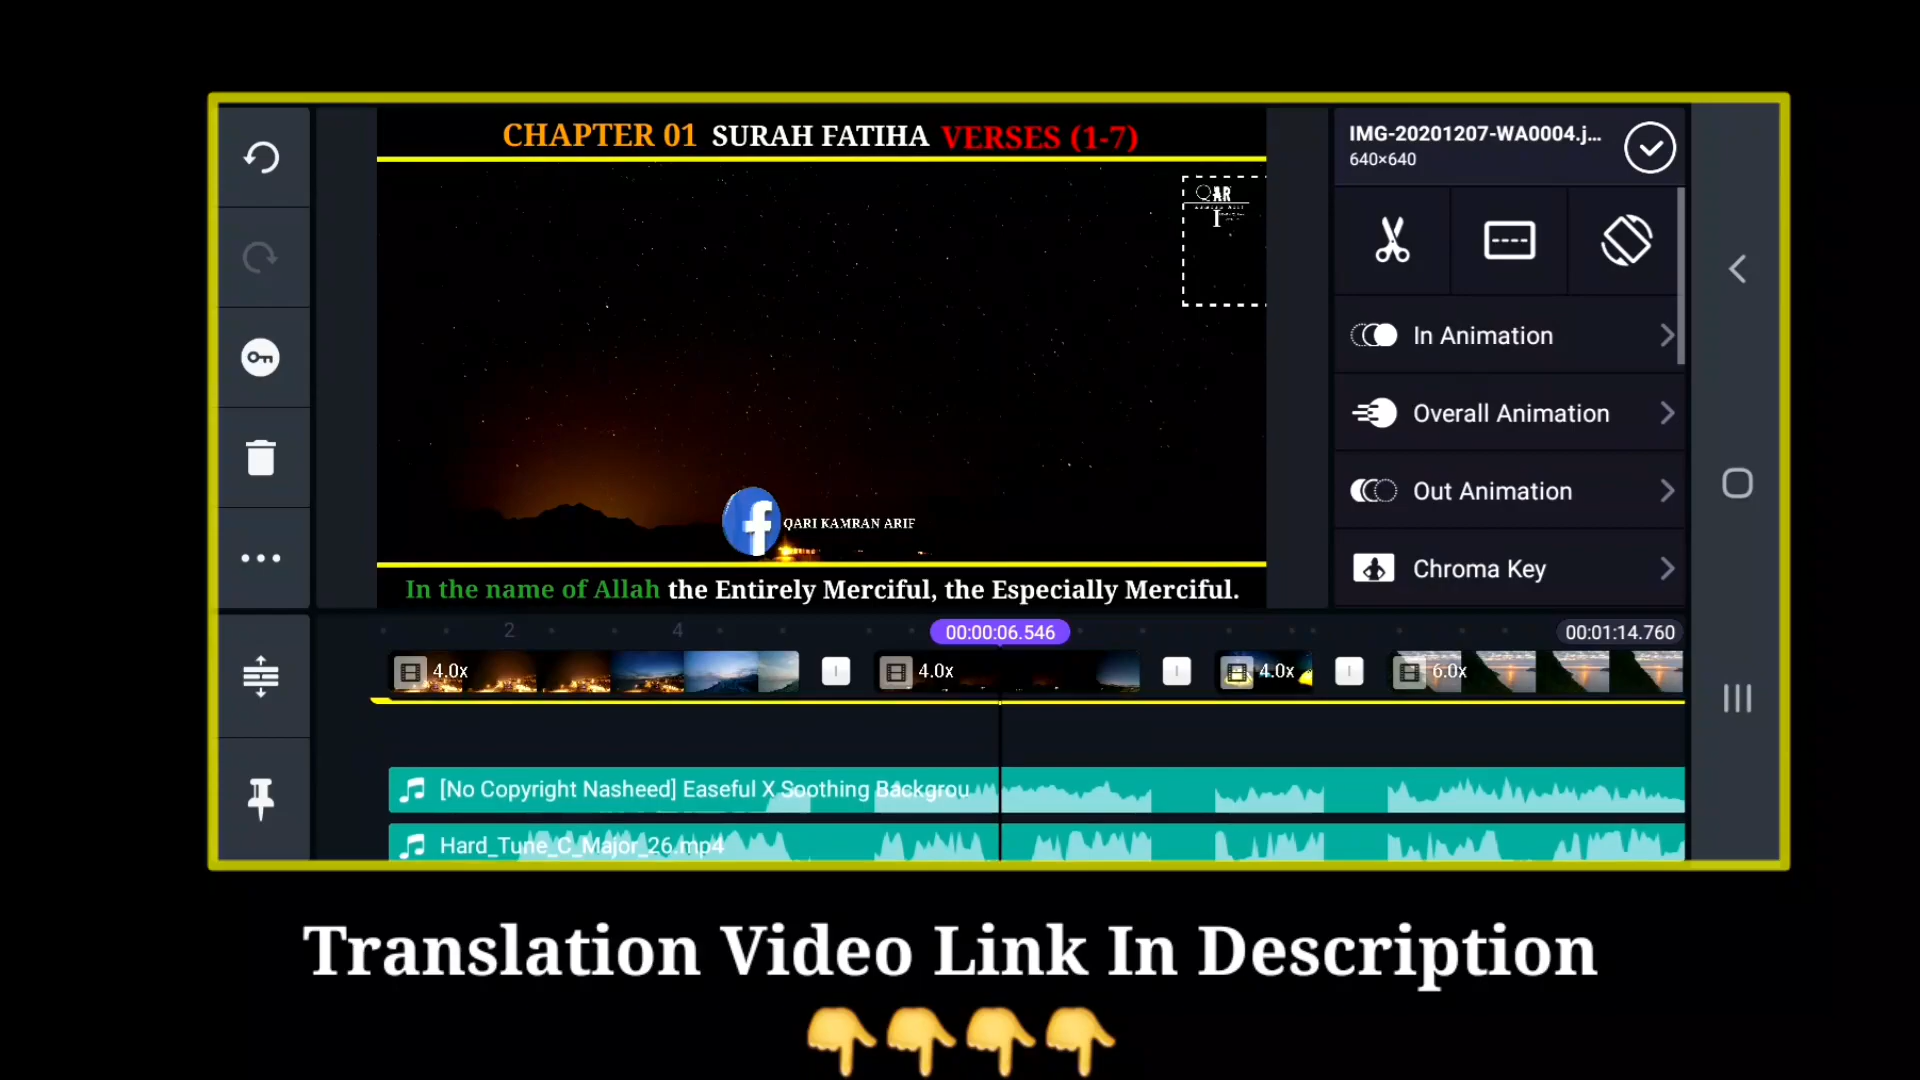 CHAPTER 01 SURAH FATIHA VERSES (1-7)
QAR
I
QARI KAMRAN ARIF
In the name of Allah the Entirely Merciful, the Especially Merciful.
IMG-20201207-WA0004.j...
640×640
In Animation
Overall Animation
Out Animation
Chroma Key
2
4
00:00:06.546
00:01:14.760
4.0x
4.0x
4.0x
6.0x
[No Copyright Nasheed] Easeful X Soothing Backgrou
Hard_Tune_C_Major_26.mp4
Translation Video Link In Description
👇👇👇👇